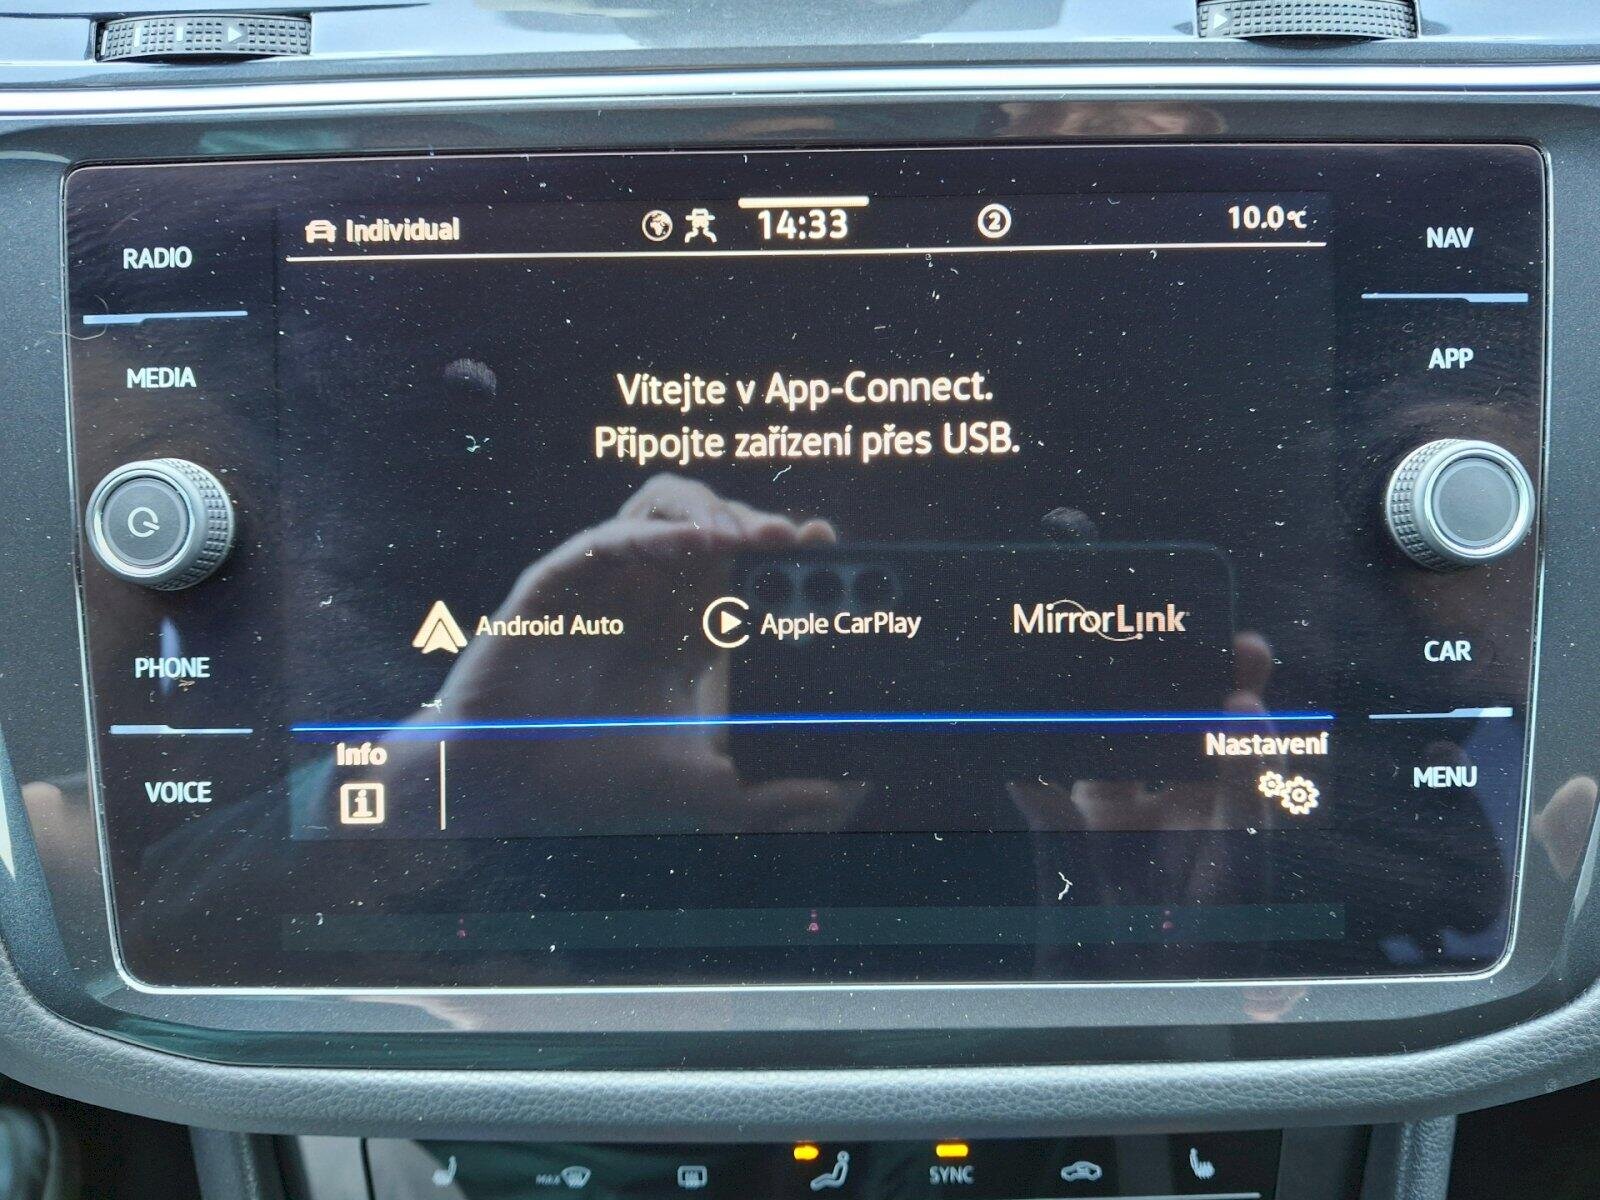 Individual 14:33 2 10.0°C
RADIO
NAV
MEDIA
APP
Vítejte v App-Connect.
Připojte zařízení přes USB.
Android Auto Apple CarPlay MirrorLink
PHONE
CAR
Info
Nastavení
VOICE
MENU
MAX
SYNC